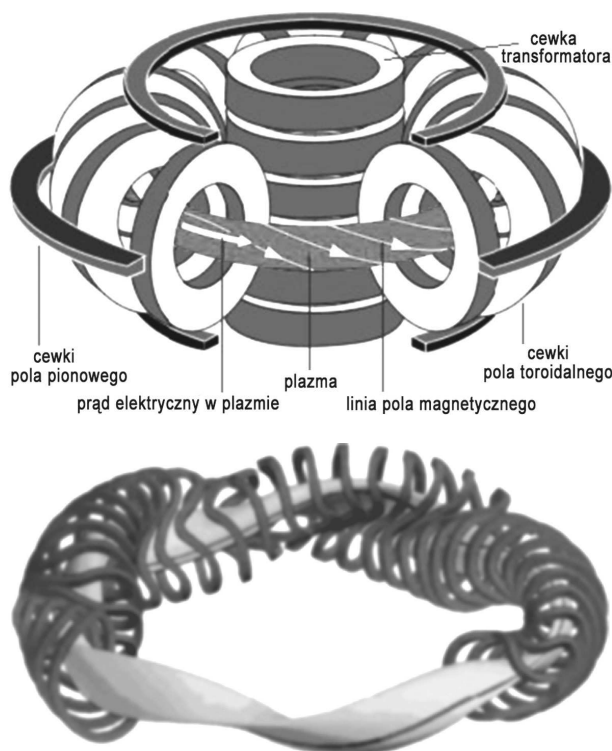 cewka
transformatora
cewki
pola pionowego
prąd elektryczny w plazmie
plazma
linia pola magnetycznego
cewki
pola toroidalnego